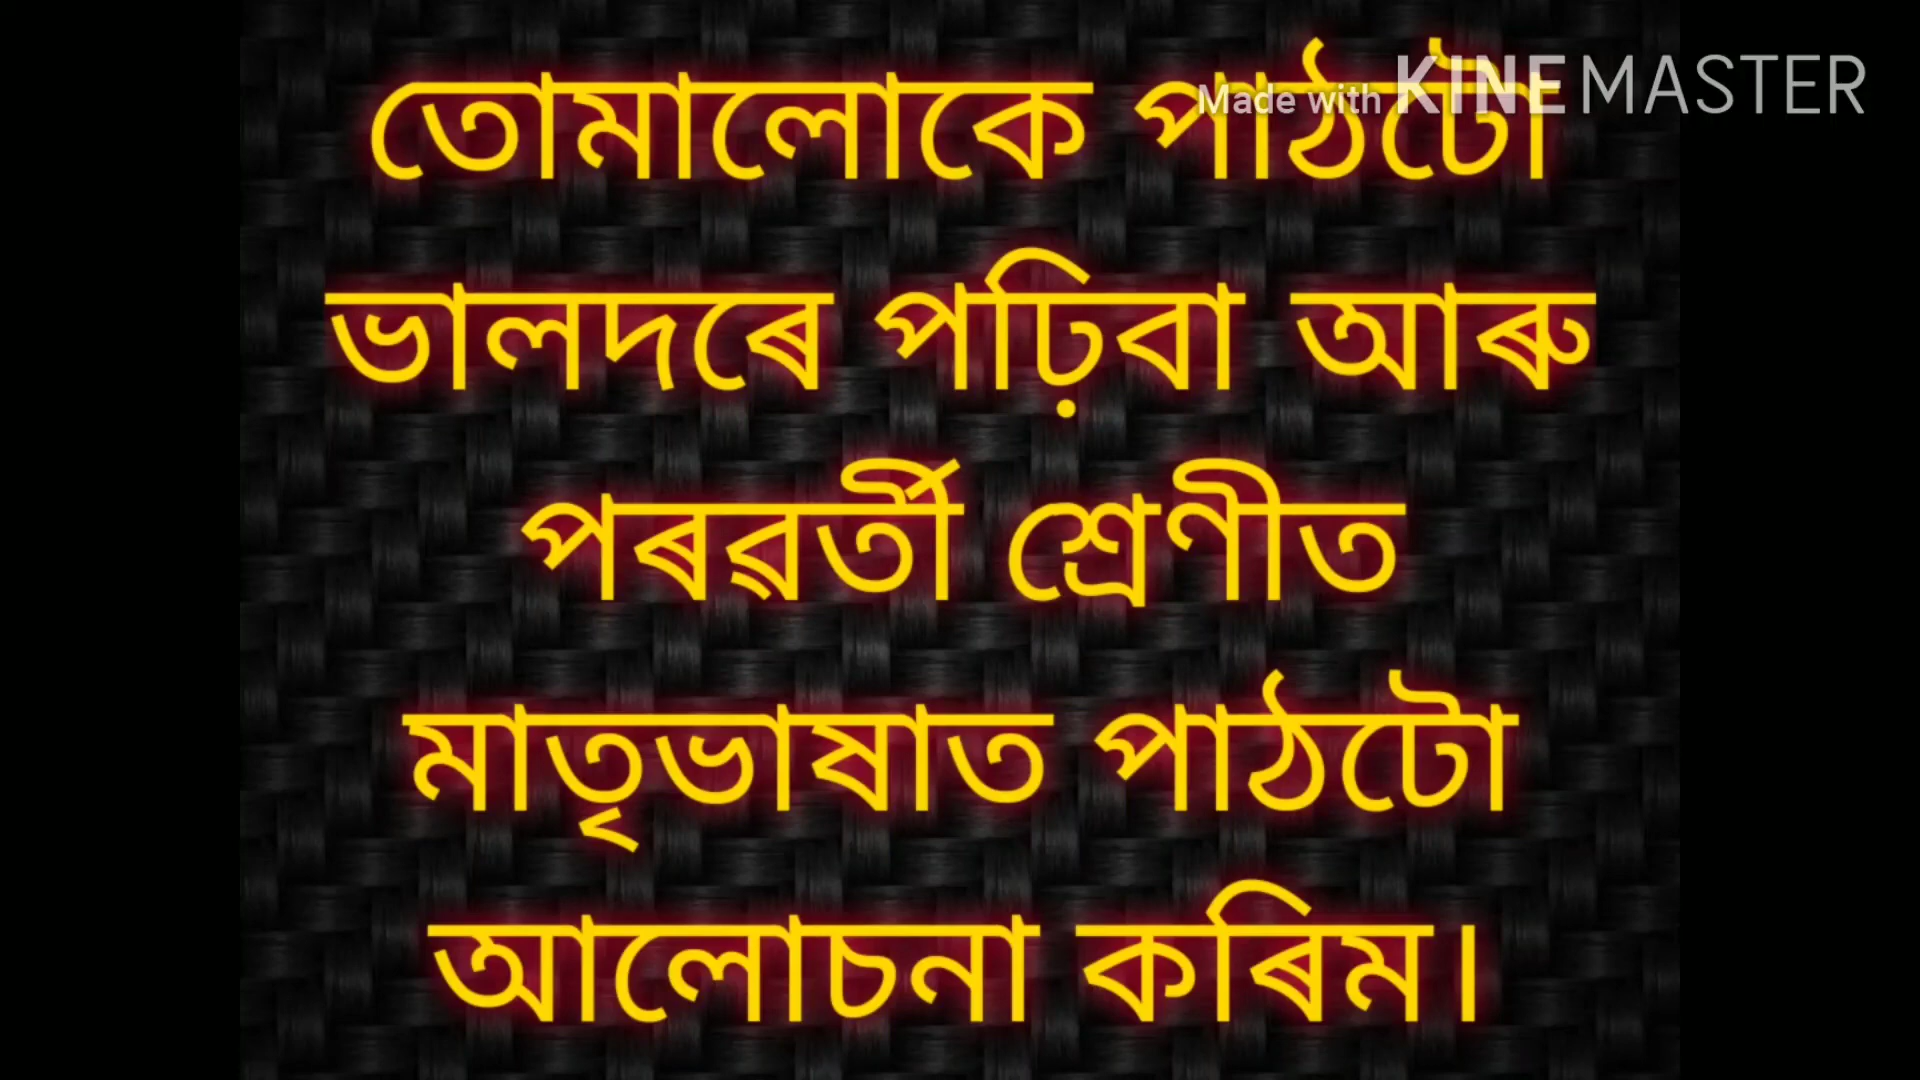 তোমালোকে পাঠটো
Made with KINEMASTER
ভালদৰে পঢ়িবা আৰু
পৰৱৰ্তী শ্ৰেণীত
মাতৃভাষাত পাঠটো
আলোচনা কৰিম।